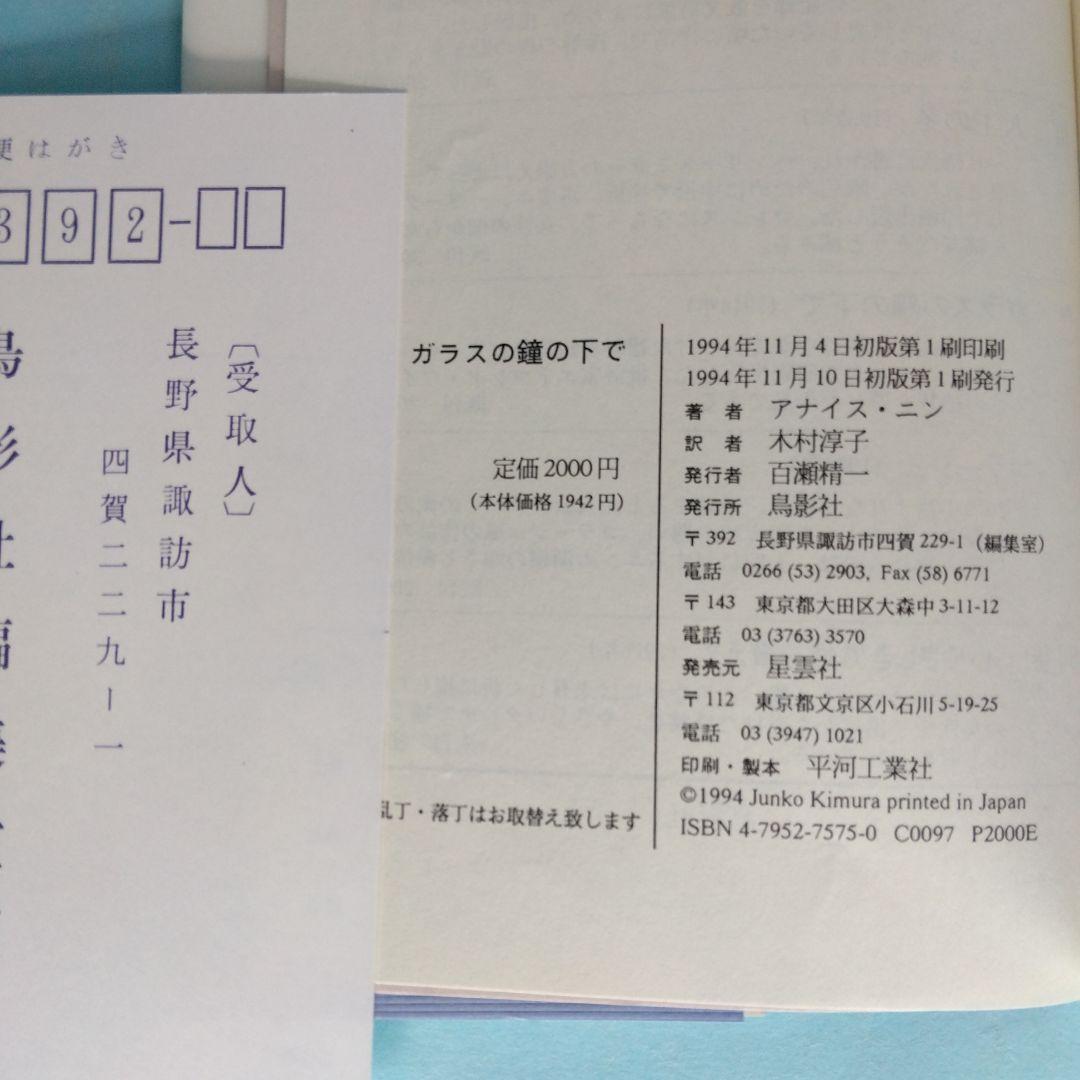 便はがき
392-
〔受取人〕
長野県諏訪市
四賀二二九ー一
鳥影社編集
ガラスの鐘の下で
定価2000円
（本体価格1942円）
乱丁・落丁はお取替え致します
1994年11月4日初版第1刷印刷
1994年11月10日初版第1刷発行
著 者 アナイス・ニン
訳 者 木村淳子
発行者 百瀬精一
発行所 鳥影社
〒392 長野県諏訪市四賀229-1（編集室）
電話 0266 (53) 2903, Fax (58) 6771
〒143 東京都大田区大森中3-11-12
電話 03 (3763) 3570
発売元 星雲社
〒112 東京都文京区小石川5-19-25
電話 03 (3947) 1021
印刷・製本 平河工業社
©1994 Junko Kimura printed in Japan
ISBN 4-7952-7575-0 C0097 P2000E